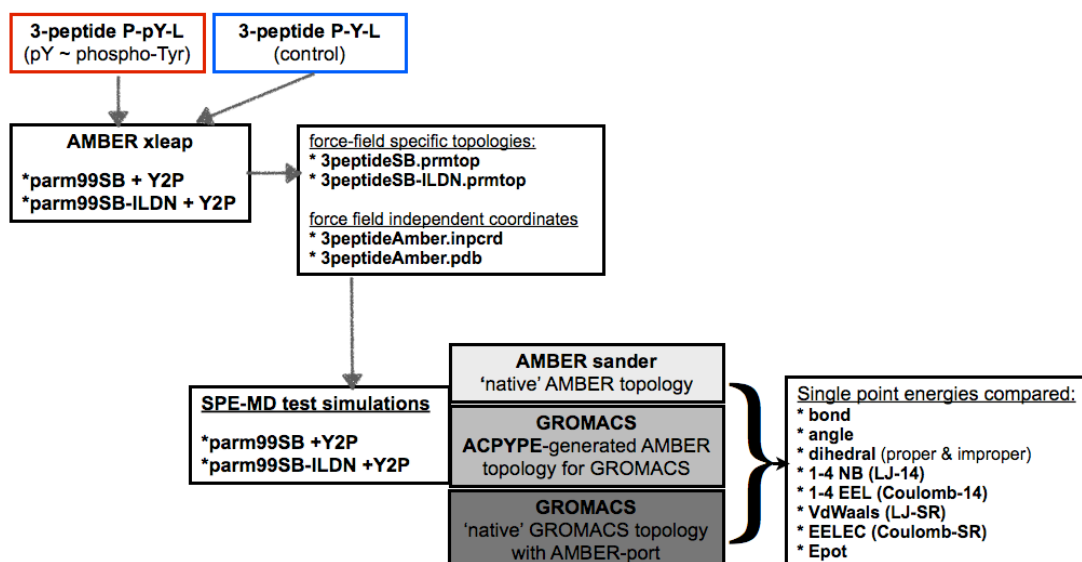 3-peptide P-pY-L
(pY ~ phospho-Tyr)
3-peptide P-Y-L
(control)
AMBER xleap
*parm99SB + Y2P
*parm99SB-ILDN + Y2P
force-field specific topologies:
* 3peptideSB.prmtop
* 3peptideSB-ILDN.prmtop
force field independent coordinates
* 3peptideAmber.inpcrd
* 3peptideAmber.pdb
SPE-MD test simulations
*parm99SB +Y2P
*parm99SB-ILDN +Y2P
AMBER sander
‘native’ AMBER topology
GROMACS
ACPYPE-generated AMBER
topology for GROMACS
GROMACS
‘native’ GROMACS topology
with AMBER-port
Single point energies compared:
* bond
* angle
* dihedral (proper & improper)
* 1-4 NB (LJ-14)
* 1-4 EEL (Coulomb-14)
* VdWaals (LJ-SR)
* EELEC (Coulomb-SR)
* Epot